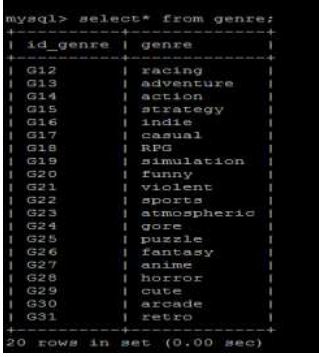 mysql> select* from genre;
+----------+-------------+
| id_genre | genre       |
+----------+-------------+
| G12      | racing      |
| G13      | adventure   |
| G14      | action      |
| G15      | strategy    |
| G16      | indie       |
| G17      | casual      |
| G18      | RPG         |
| G19      | simulation  |
| G20      | funny       |
| G21      | violent     |
| G22      | sports      |
| G23      | atmospheric |
| G24      | gore        |
| G25      | puzzle      |
| G26      | fantasy     |
| G27      | anime       |
| G28      | horror      |
| G29      | cute        |
| G30      | arcade      |
| G31      | retro       |
+----------+-------------+
20 rows in set (0.00 sec)